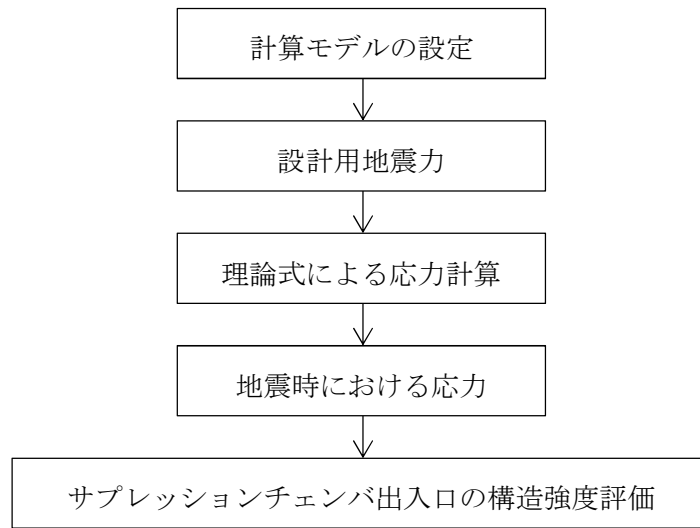 計算モデルの設定
設計用地震力
理論式による応力計算
地震時における応力
サプレッションチェンバ出入口の構造強度評価